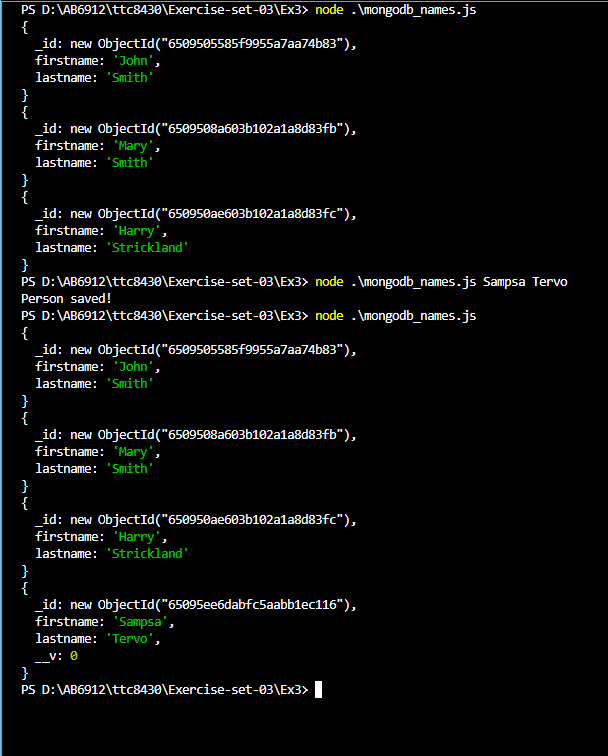 PS D:\AB6912\ttc8430\Exercise-set-03\Ex3> node .\mongodb_names.js
{
  _id: new ObjectId("6509505585f9955a7aa74b83"),
  firstname: 'John',
  lastname: 'Smith'
}
{
  _id: new ObjectId("6509508a603b102a1a8d83fb"),
  firstname: 'Mary',
  lastname: 'Smith'
}
{
  _id: new ObjectId("650950ae603b102a1a8d83fc"),
  firstname: 'Harry',
  lastname: 'Strickland'
}
PS D:\AB6912\ttc8430\Exercise-set-03\Ex3> node .\mongodb_names.js Sampsa Tervo
Person saved!
PS D:\AB6912\ttc8430\Exercise-set-03\Ex3> node .\mongodb_names.js
{
  _id: new ObjectId("6509505585f9955a7aa74b83"),
  firstname: 'John',
  lastname: 'Smith'
}
{
  _id: new ObjectId("6509508a603b102a1a8d83fb"),
  firstname: 'Mary',
  lastname: 'Smith'
}
{
  _id: new ObjectId("650950ae603b102a1a8d83fc"),
  firstname: 'Harry',
  lastname: 'Strickland'
}
{
  _id: new ObjectId("65095ee6dabfc5aabb1ec116"),
  firstname: 'Sampsa',
  lastname: 'Tervo',
  __v: 0
}
PS D:\AB6912\ttc8430\Exercise-set-03\Ex3>